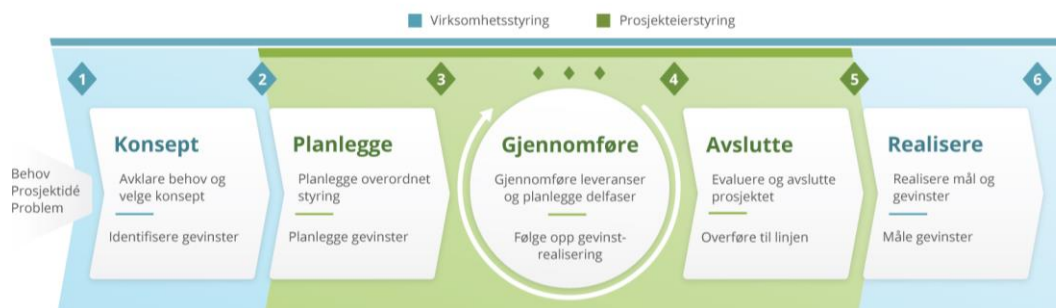 Virksomhetsstyring
Prosjekteierstyring
1
2
3
4
5
6
Behov
Prosjektidé
Problem
Konsept
Avklare behov og
velge konsept
Identifisere gevinster
Planlegge
Planlegge overordnet
styring
Planlegge gevinster
Gjennomføre
Gjennomføre leveranser
og planlegge delfaser
Følge opp gevinst-
realisering
Avslutte
Evaluere og avslutte
prosjektet
Overføre til linjen
Realisere
Realisere mål og
gevinster
Måle gevinster